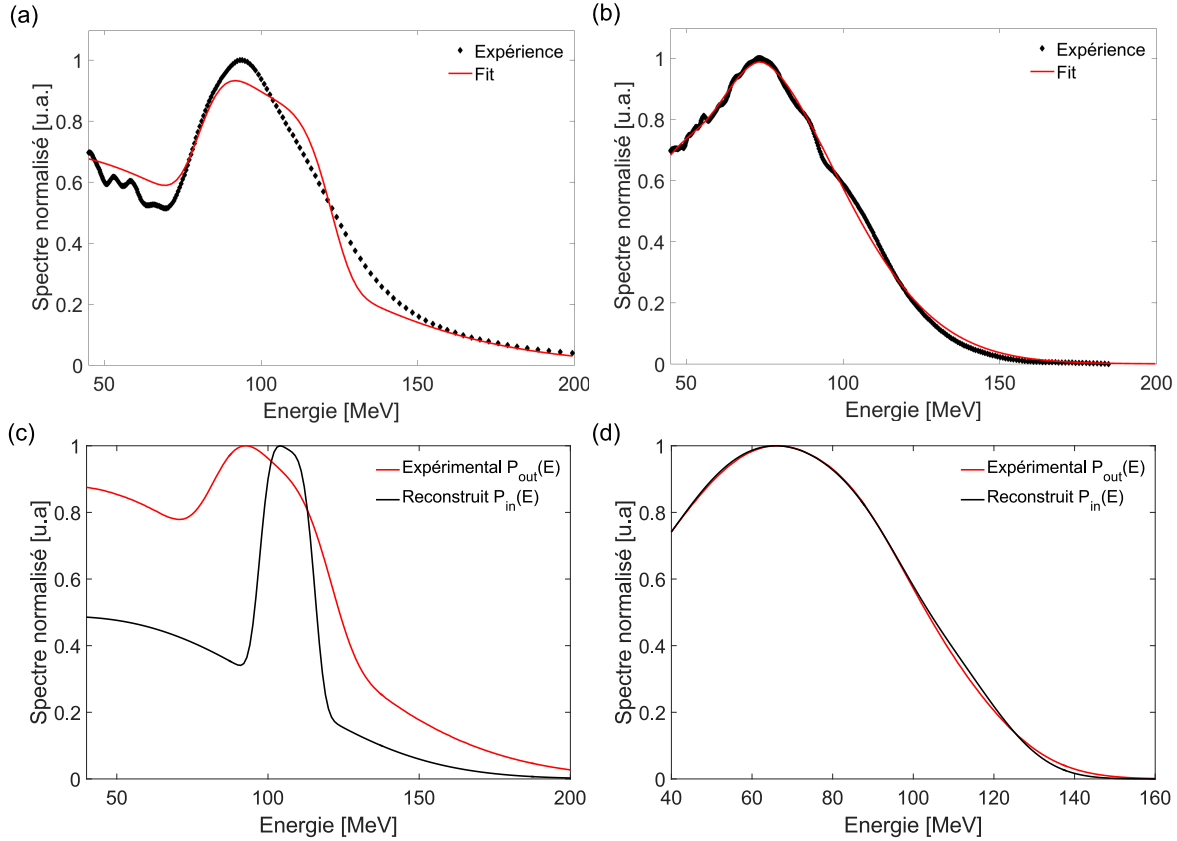 (a)
Spectre normalisé [u.a.]
1
0.8
0.6
0.4
0.2
0
50
100
150
200
Energie [MeV]
Expérience
Fit
(b)
Spectre normalisé [u.a.]
1
0.8
0.6
0.4
0.2
0
50
100
150
200
Energie [MeV]
Expérience
Fit
(c)
Spectre normalisé [u.a]
1
0.8
0.6
0.4
0.2
0
50
100
150
200
Energie [MeV]
Expérimental P_out(E)
Reconstruit P_in(E)
(d)
Spectre normalisé [u.a]
1
0.8
0.6
0.4
0.2
0
40
60
80
100
120
140
160
Energie [MeV]
Expérimental P_out(E)
Reconstruit P_in(E)